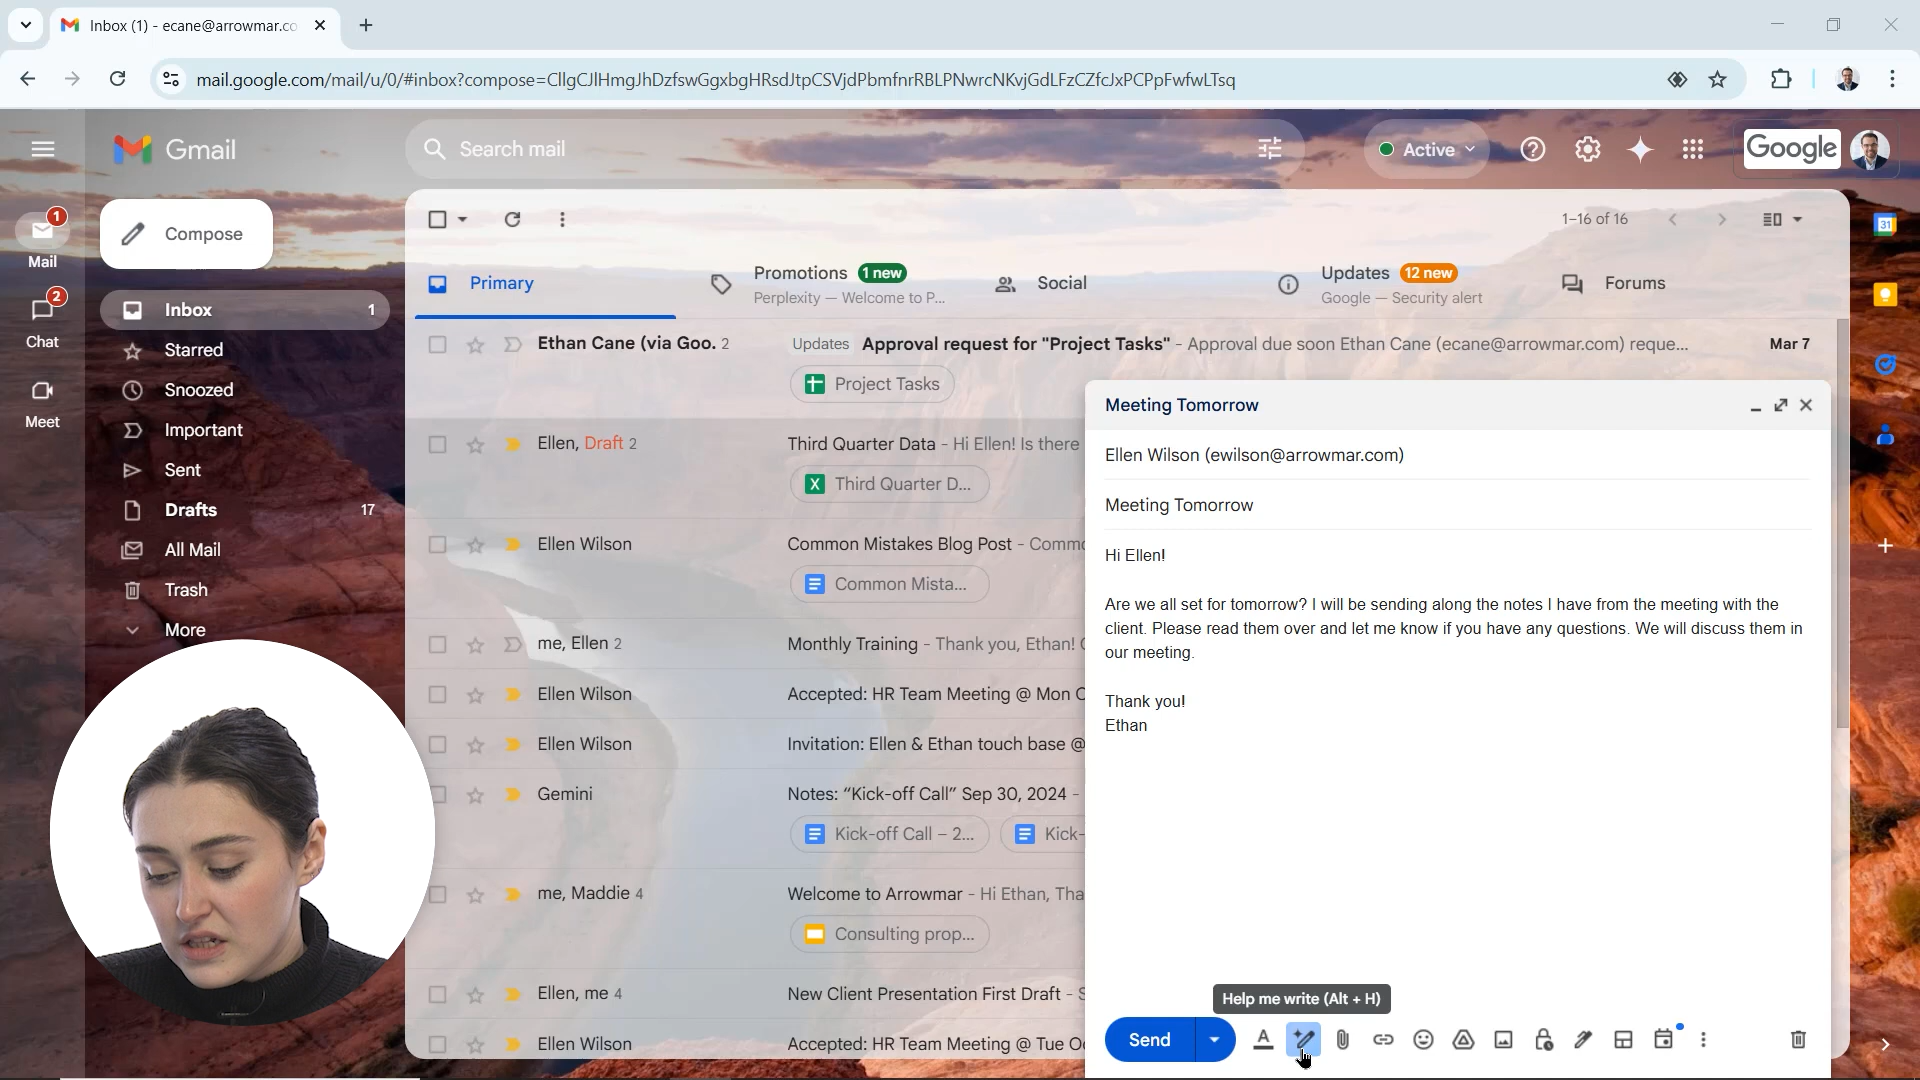 Inbox (1) - ecane@arrowmar.co
mail.google.com/mail/u/0/#inbox?compose=CllgCJlHmgJhDzfswGgxbgHRsdJtpCSVjdPbmfnrRBLPNwrcNKvjGdLFzCZfcJxPCPpFwfwLTsq
Gmail
Search mail
Active
Google
1
Mail
2
Chat
Meet
Compose
Inbox 1
Starred
Snoozed
Important
Sent
Drafts 17
All Mail
Trash
More
1–16 of 16
31
Primary
Promotions 1 new
Perplexity — Welcome to P...
Social
Updates 12 new
Google — Security alert
Forums
Ethan Cane (via Goo. 2 Updates Approval request for "Project Tasks" - Approval due soon Ethan Cane (ecane@arrowmar.com) reque... Mar 7
Project Tasks
Ellen, Draft 2 Third Quarter Data - Hi Ellen! Is there
X Third Quarter D...
Ellen Wilson Common Mistakes Blog Post - Commo
Common Mista...
me, Ellen 2 Monthly Training - Thank you, Ethan!
Ellen Wilson Accepted: HR Team Meeting @ Mon
Ellen Wilson Invitation: Ellen & Ethan touch base @
Gemini Notes: “Kick-off Call” Sep 30, 2024 -
Kick-off Call – 2... Kick-
me, Maddie 4 Welcome to Arrowmar - Hi Ethan, Tha
Consulting prop...
Ellen, me 4 New Client Presentation First Draft -
Ellen Wilson Accepted: HR Team Meeting @ Tue
Meeting Tomorrow
Ellen Wilson (ewilson@arrowmar.com)
Meeting Tomorrow
Hi Ellen!
Are we all set for tomorrow? I will be sending along the notes I have from the meeting with the
client. Please read them over and let me know if you have any questions. We will discuss them in
our meeting.
Thank you!
Ethan
Help me write (Alt + H)
Send